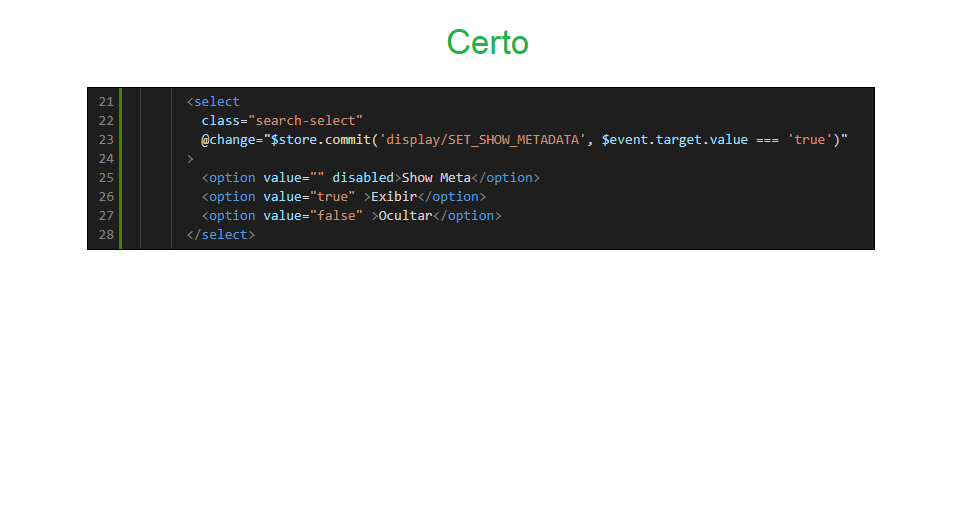 Certo
21 <select
22 class="search-select"
23 @change="$store.commit('display/SET_SHOW_METADATA', $event.target.value === 'true')"
24 >
25 <option value="" disabled>Show Meta</option>
26 <option value="true" >Exibir</option>
27 <option value="false" >Ocultar</option>
28 </select>